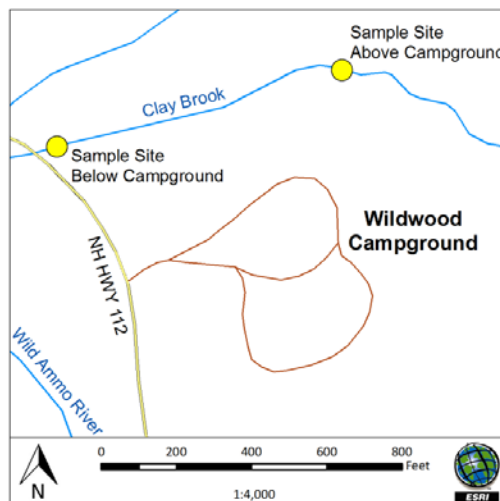 Sample Site
Above Campground
Clay Brook
Sample Site
Below Campground
Wildwood
Campground
NH HWY 112
Wild Ammo River
N
0 200 400 600 800
Feet
1:4,000
ESRI